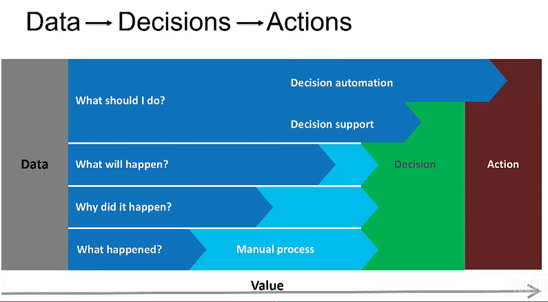 Data → Decisions → Actions
Data
What should I do?
Decision automation
Decision support
What will happen?
Why did it happen?
What happened?
Manual process
Decision
Action
Value